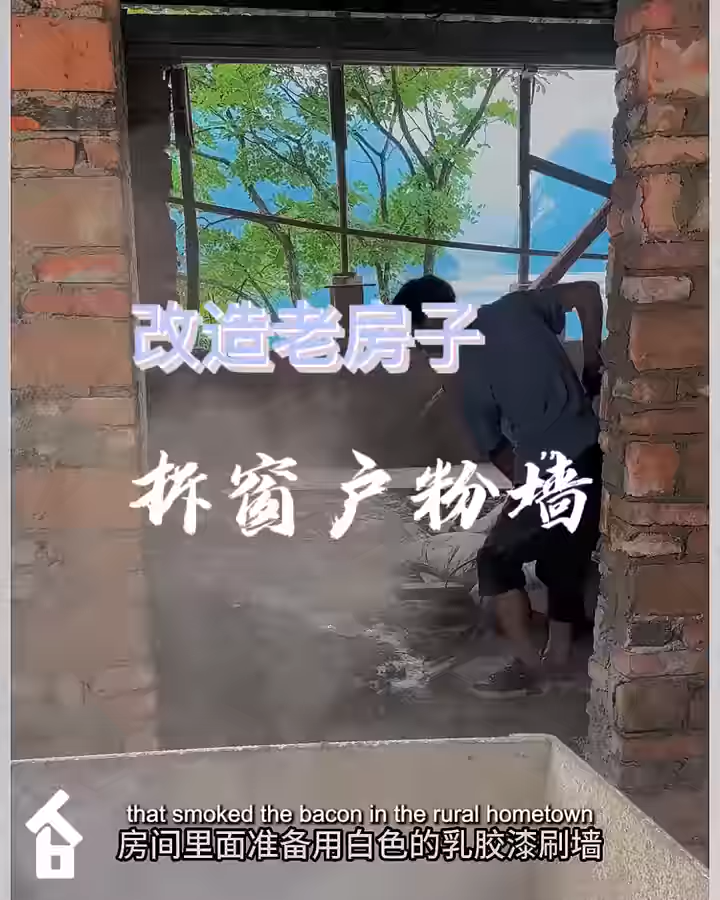 改造老房子
拆窗户粉墙
that smoked the bacon in the rural hometown
房间里面准备用白色的乳胶漆刷墙